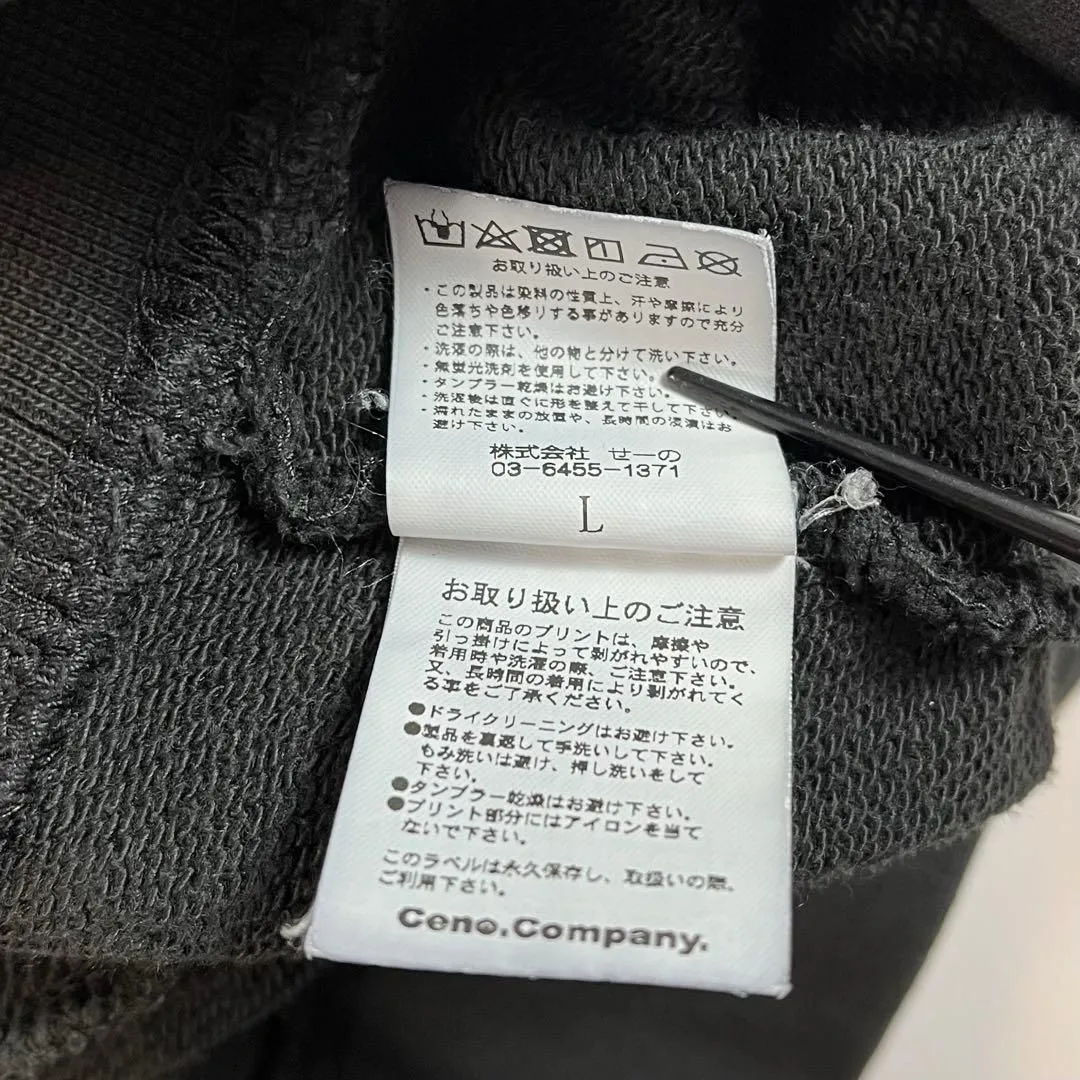 お取り扱い上のご注意
・この製品は染料の性質上、汗や摩擦により
色落ちや色移りする事がありますので充分
ご注意下さい。
・洗濯の際は、他の物と分けて洗い下さい。
・無蛍光洗剤を使用して下さい。
・タンブラー乾燥はお避け下さい。
・洗濯後は直ぐに形を整えて干して下さい。
・濡れたままの放置や、長時間の浸漬はお
避け下さい。
株式会社 せーの
03-6455-1371
L
お取り扱い上のご注意
この商品のプリントは、摩擦や
引っ掛けによって剥がれやすいので、
着用時や洗濯の際、ご注意下さい。
又、長時間の着用により剥がれてく
る事をご了承ください。
●ドライクリーニングはお避け下さい。
●製品を裏返して手洗いして下さい。
もみ洗いは避け、押し洗いをして
下さい。
●タンブラー乾燥はお避け下さい。
●プリント部分にはアイロンを当て
ないで下さい。
このラベルは永久保存し、取扱いの際、
ご利用下さい。
Ceno.Company.